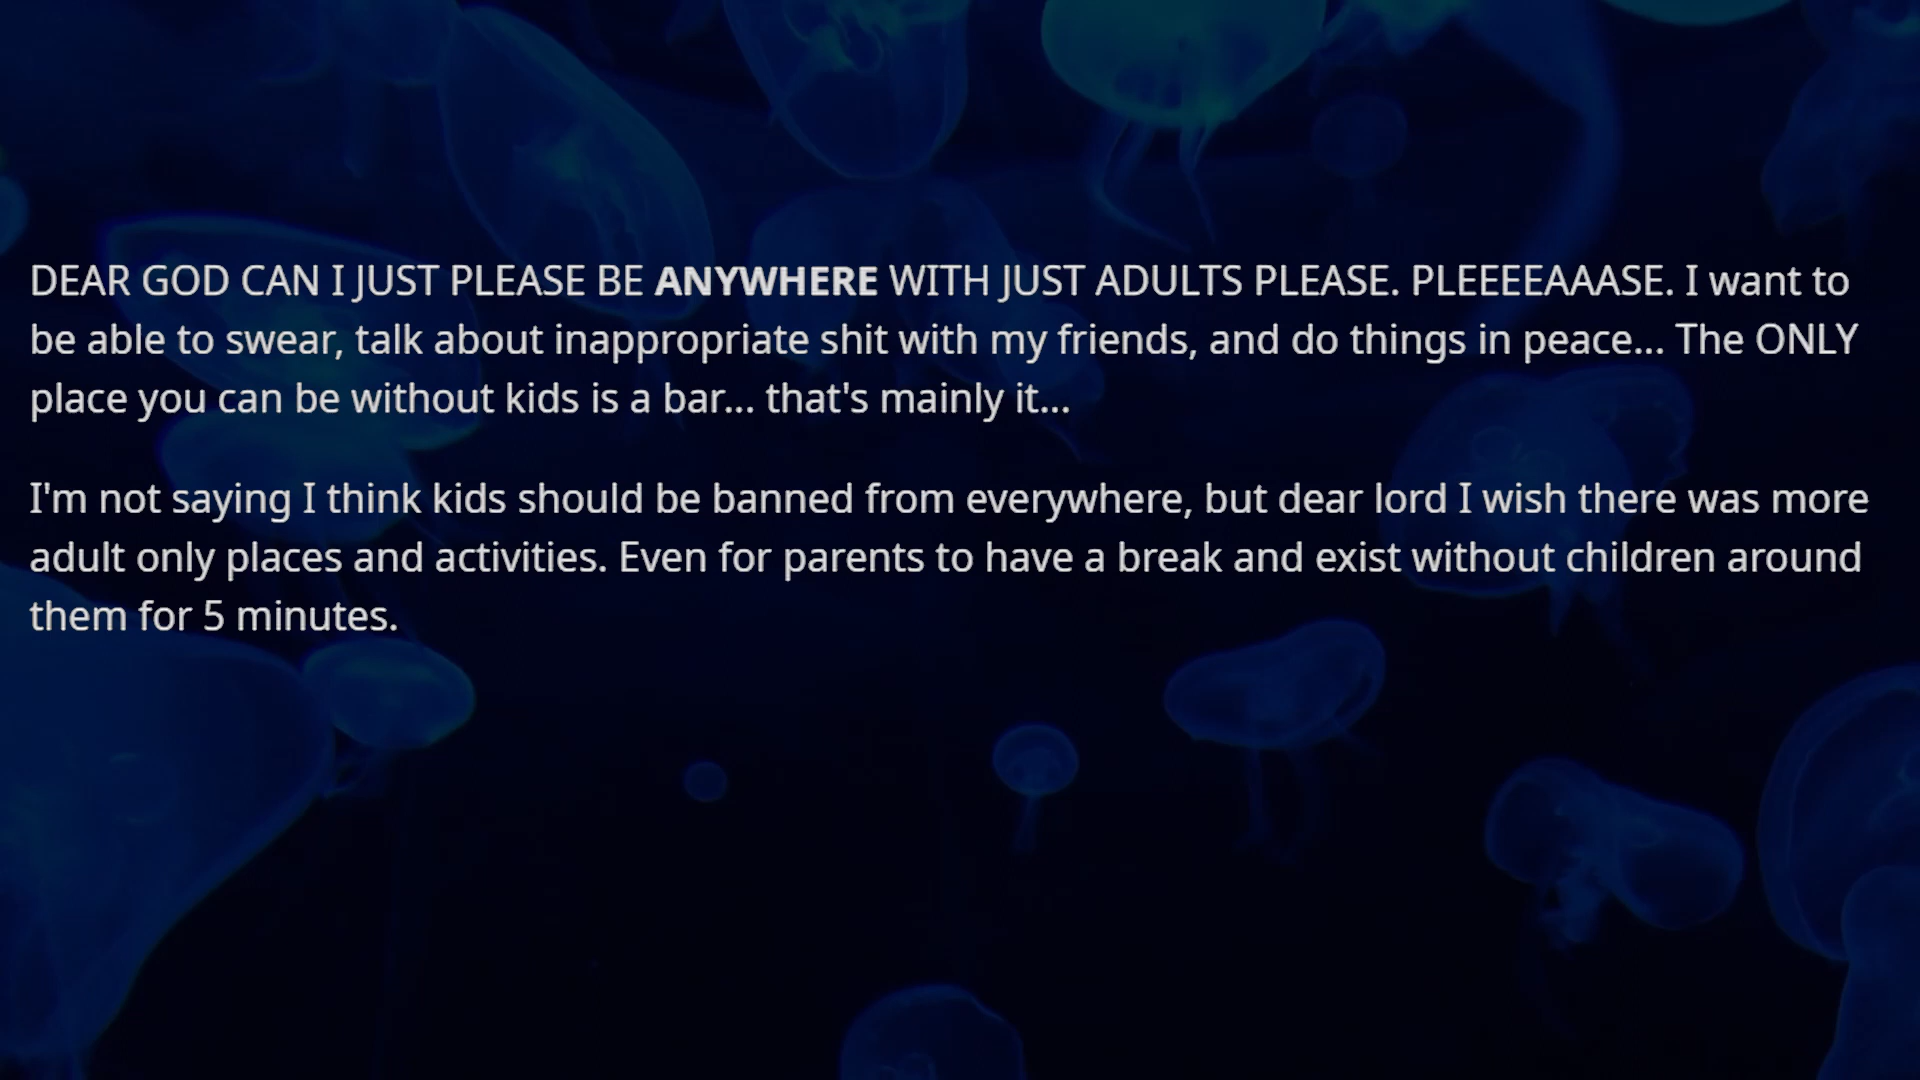 DEAR GOD CAN I JUST PLEASE BE ANYWHERE WITH JUST ADULTS PLEASE. PLEEEEAAASE. I want to
be able to swear, talk about inappropriate shit with my friends, and do things in peace... The ONLY
place you can be without kids is a bar... that's mainly it...
I'm not saying I think kids should be banned from everywhere, but dear lord I wish there was more
adult only places and activities. Even for parents to have a break and exist without children around
them for 5 minutes.